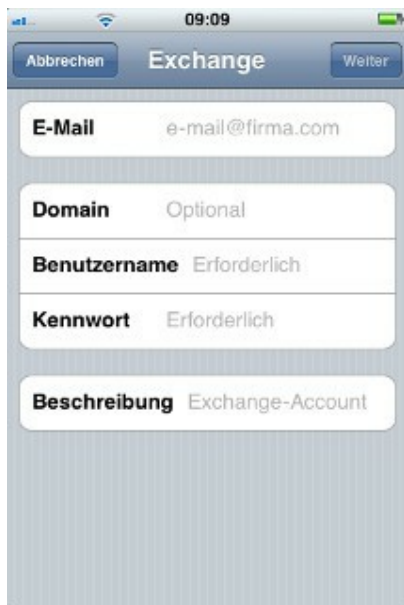 09:09
Abbrechen Exchange Weiter
E-Mail e-mail@firma.com
Domain Optional
Benutzername Erforderlich
Kennwort Erforderlich
Beschreibung Exchange-Account